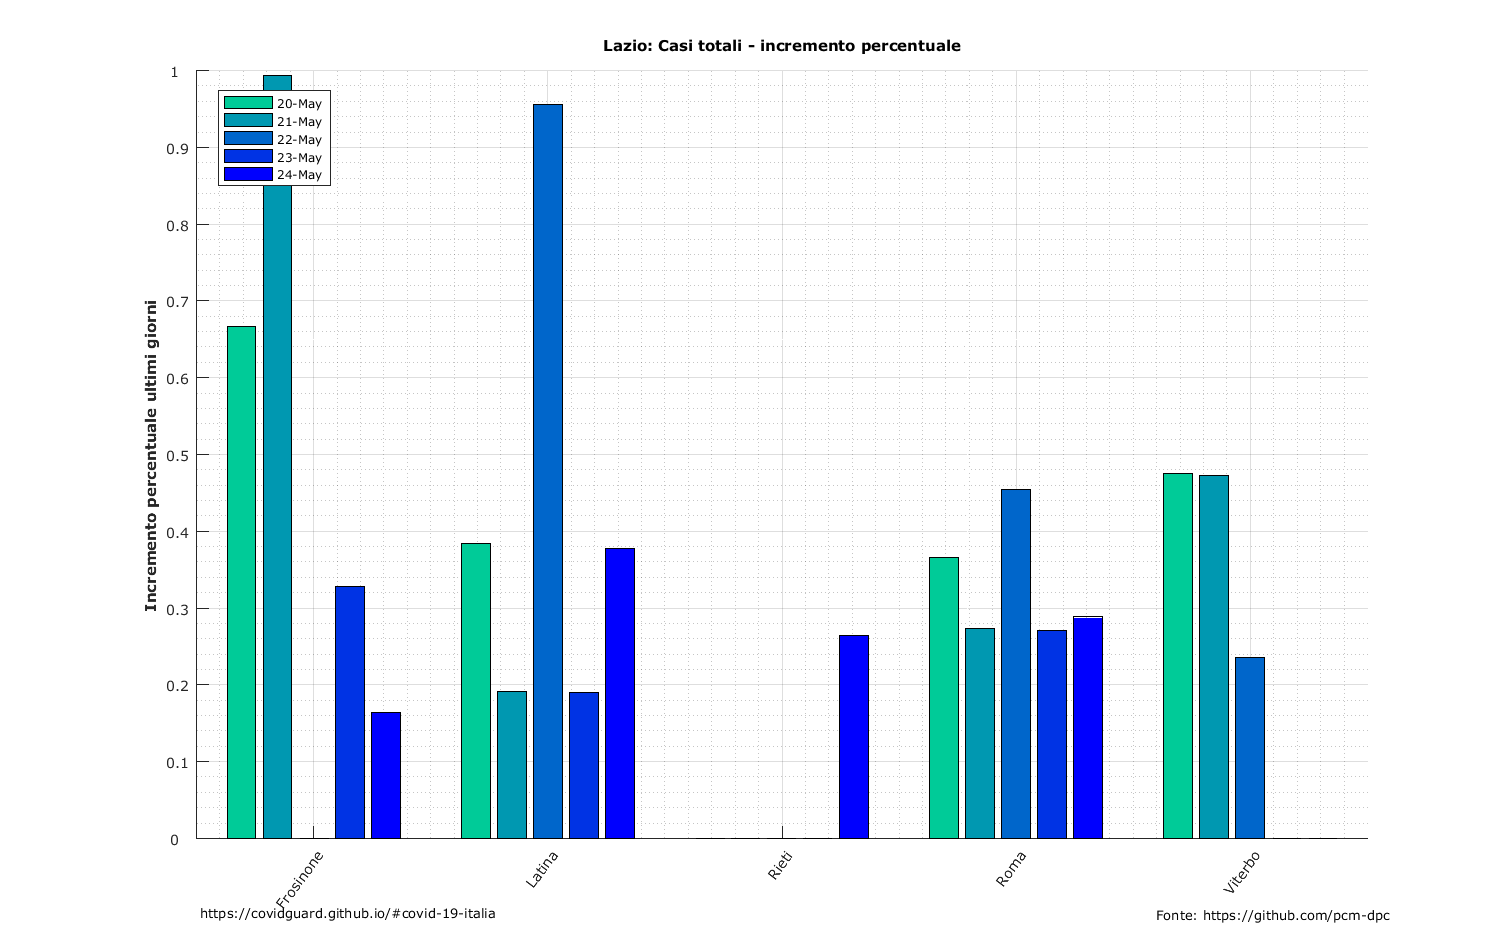 Lazio: Casi totali - incremento percentuale
1
0.9
0.8
0.7
0.6
0.5
0.4
0.3
0.2
0.1
0
Incremento percentuale ultimi giorni
20-May
21-May
22-May
23-May
24-May
Frosinone
Latina
Rieti
Roma
Viterbo
https://covidguard.github.io/#covid-19-italia
Fonte: https://github.com/pcm-dpc